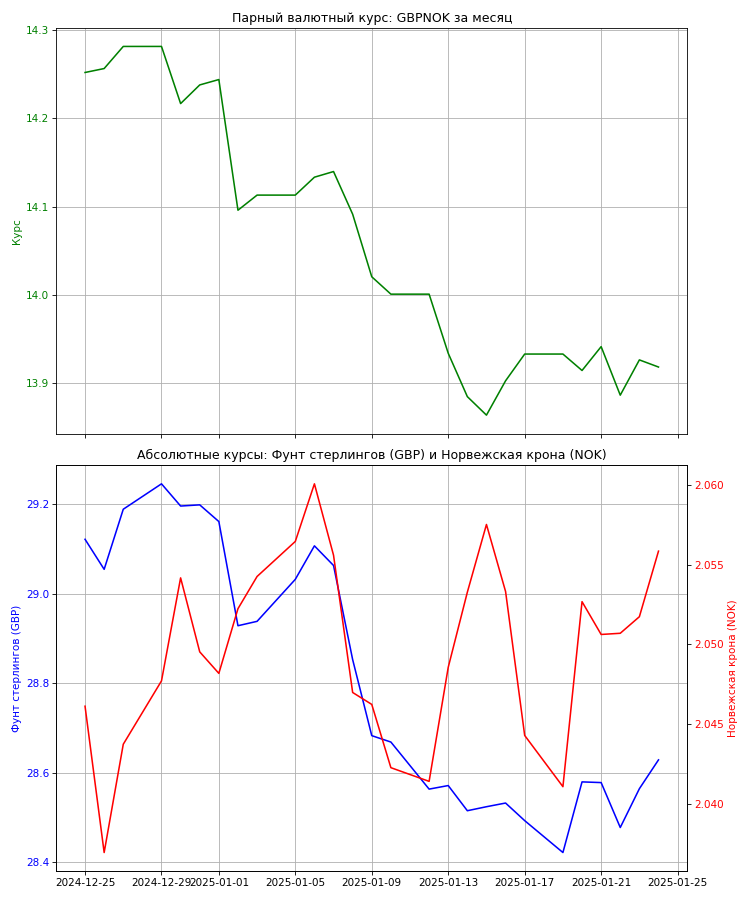 Парный валютный курс: GBPNOK за месяц
14.3
14.2
14.1
14.0
13.9
Курс
Абсолютные курсы: Фунт стерлингов (GBP) и Норвежская крона (NOK)
29.2
29.0
28.8
28.6
28.4
Фунт стерлингов (GBP)
2.060
2.055
2.050
2.045
2.040
Норвежская крона (NOK)
2024-12-25 2024-12-29 2025-01-01 2025-01-05 2025-01-09 2025-01-13 2025-01-17 2025-01-21 2025-01-25